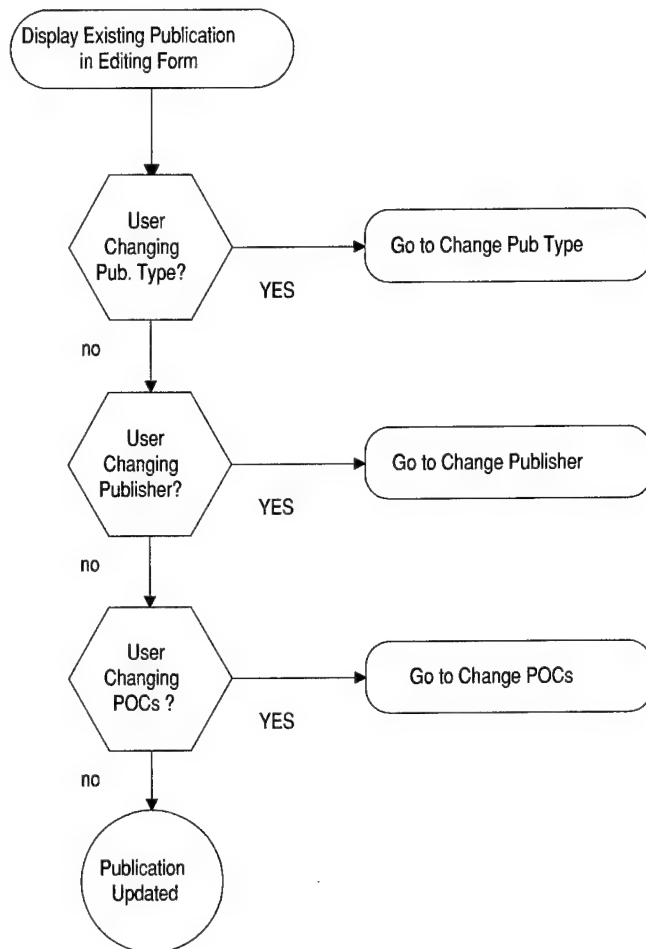 Display Existing Publication
in Editing Form
User
Changing
Pub. Type?
YES
Go to Change Pub Type
no
User
Changing
Publisher?
YES
Go to Change Publisher
no
User
Changing
POCs ?
YES
Go to Change POCs
no
Publication
Updated